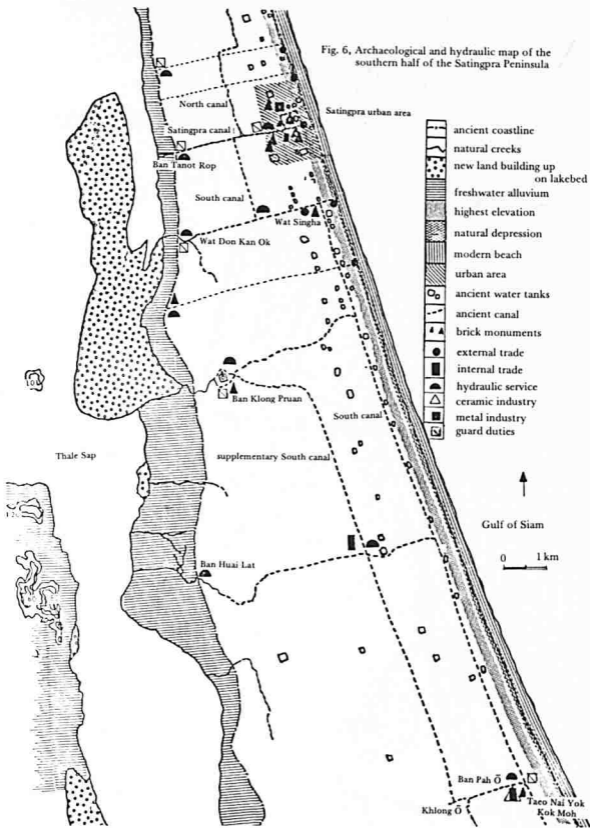 Fig. 6, Archaeological and hydraulic map of the
southern half of the Satingpra Peninsula
North canal
Satingpra urban area
Satingpra canal
Ban Tanot Rop
South canal
Wat Singha
Wat Don Kan Ok
Ban Klong Pruan
South canal
Thale Sap
supplementary South canal
Gulf of Siam
0 1 km
Ban Huai Lat
Ban Pah Ō
Taeo Nai Yok
Kok Moh
Khlong Ō
ancient coastline
natural creeks
new land building up
on lakebed
freshwater alluvium
highest elevation
natural depression
modern beach
urban area
ancient water tanks
ancient canal
brick monuments
external trade
internal trade
hydraulic service
ceramic industry
metal industry
guard duties